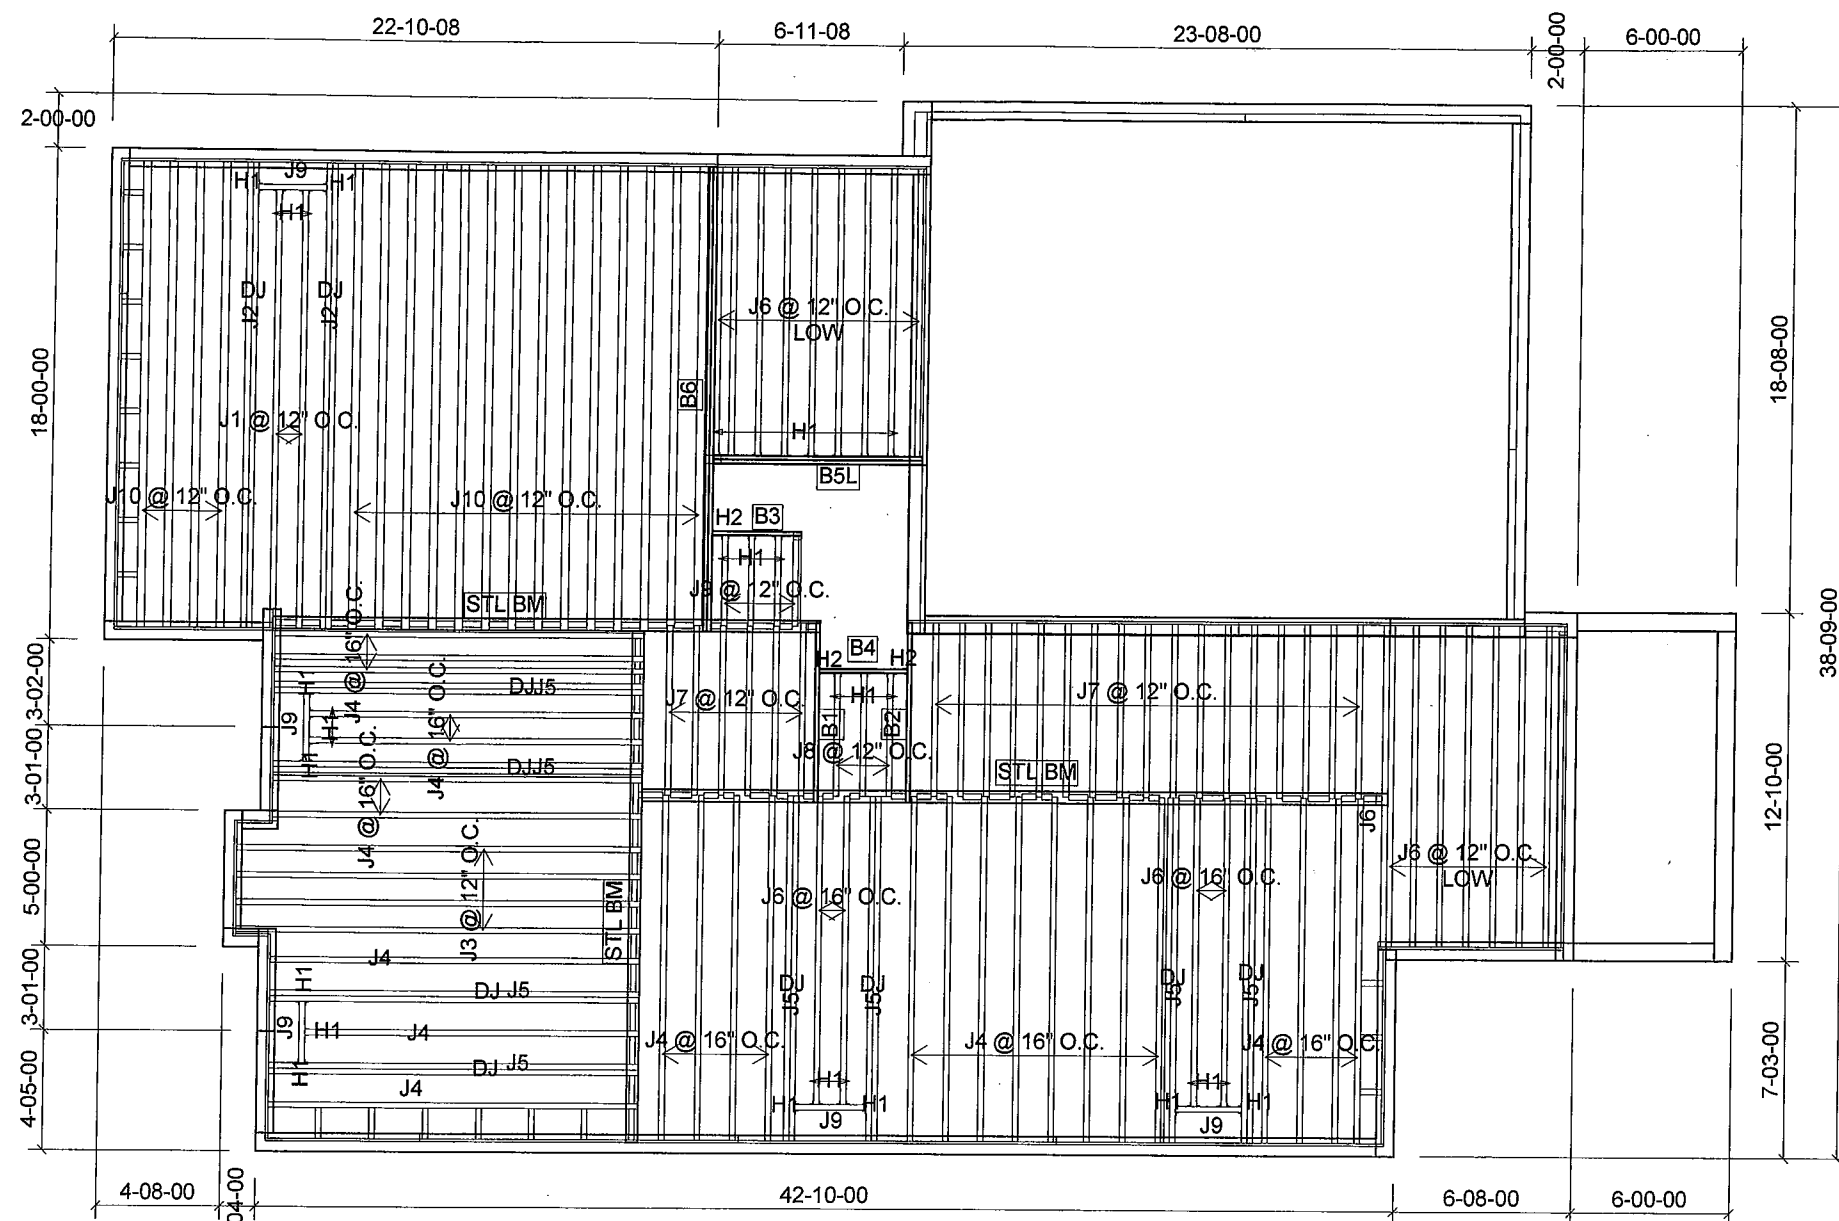 22-10-08
6-11-08
23-08-00
2-00-00
6-00-00
2-00-00
H1
J9
H1
H1
DJ
J2
DJ
J2
J6 @ 12" O.C.
LOW
18-00-00
18-08-00
B6
J1 @ 12" O.C.
H1
B5L
J10 @ 12" O.C.
J10 @ 12" O.C.
H2
B3
H1
J9 @ 12" O.C.
STL BM
J4 @ 16" O.C.
B4
H2
H2
38-09-00
3-02-00
H1
J9
H1
H1
DJJ5
J4 @ 16" O.C.
J7 @ 12" O.C.
H1
B1
B2
J7 @ 12" O.C.
J8 @ 12" O.C.
STL BM
3-01-00
DJJ5
J4 @ 16" O.C.
12-10-00
J6
5-00-00
J3 @ 12" O.C.
STL BM
J6 @ 16" O.C.
J6 @ 16" O.C.
J6 @ 12" O.C.
LOW
J4
3-01-00
H1
J9
H1
H1
DJ J5
J4
DJ
J5
DJ
J5
DJ
J5
DJ
J5
J4 @ 16" O.C.
J4 @ 16" O.C.
J4 @ 16" O.C.
4-05-00
DJ J5
J4
H1
H1
H1
J9
H1
H1
H1
J9
7-03-00
4-08-00
04-00
42-10-00
6-08-00
6-00-00